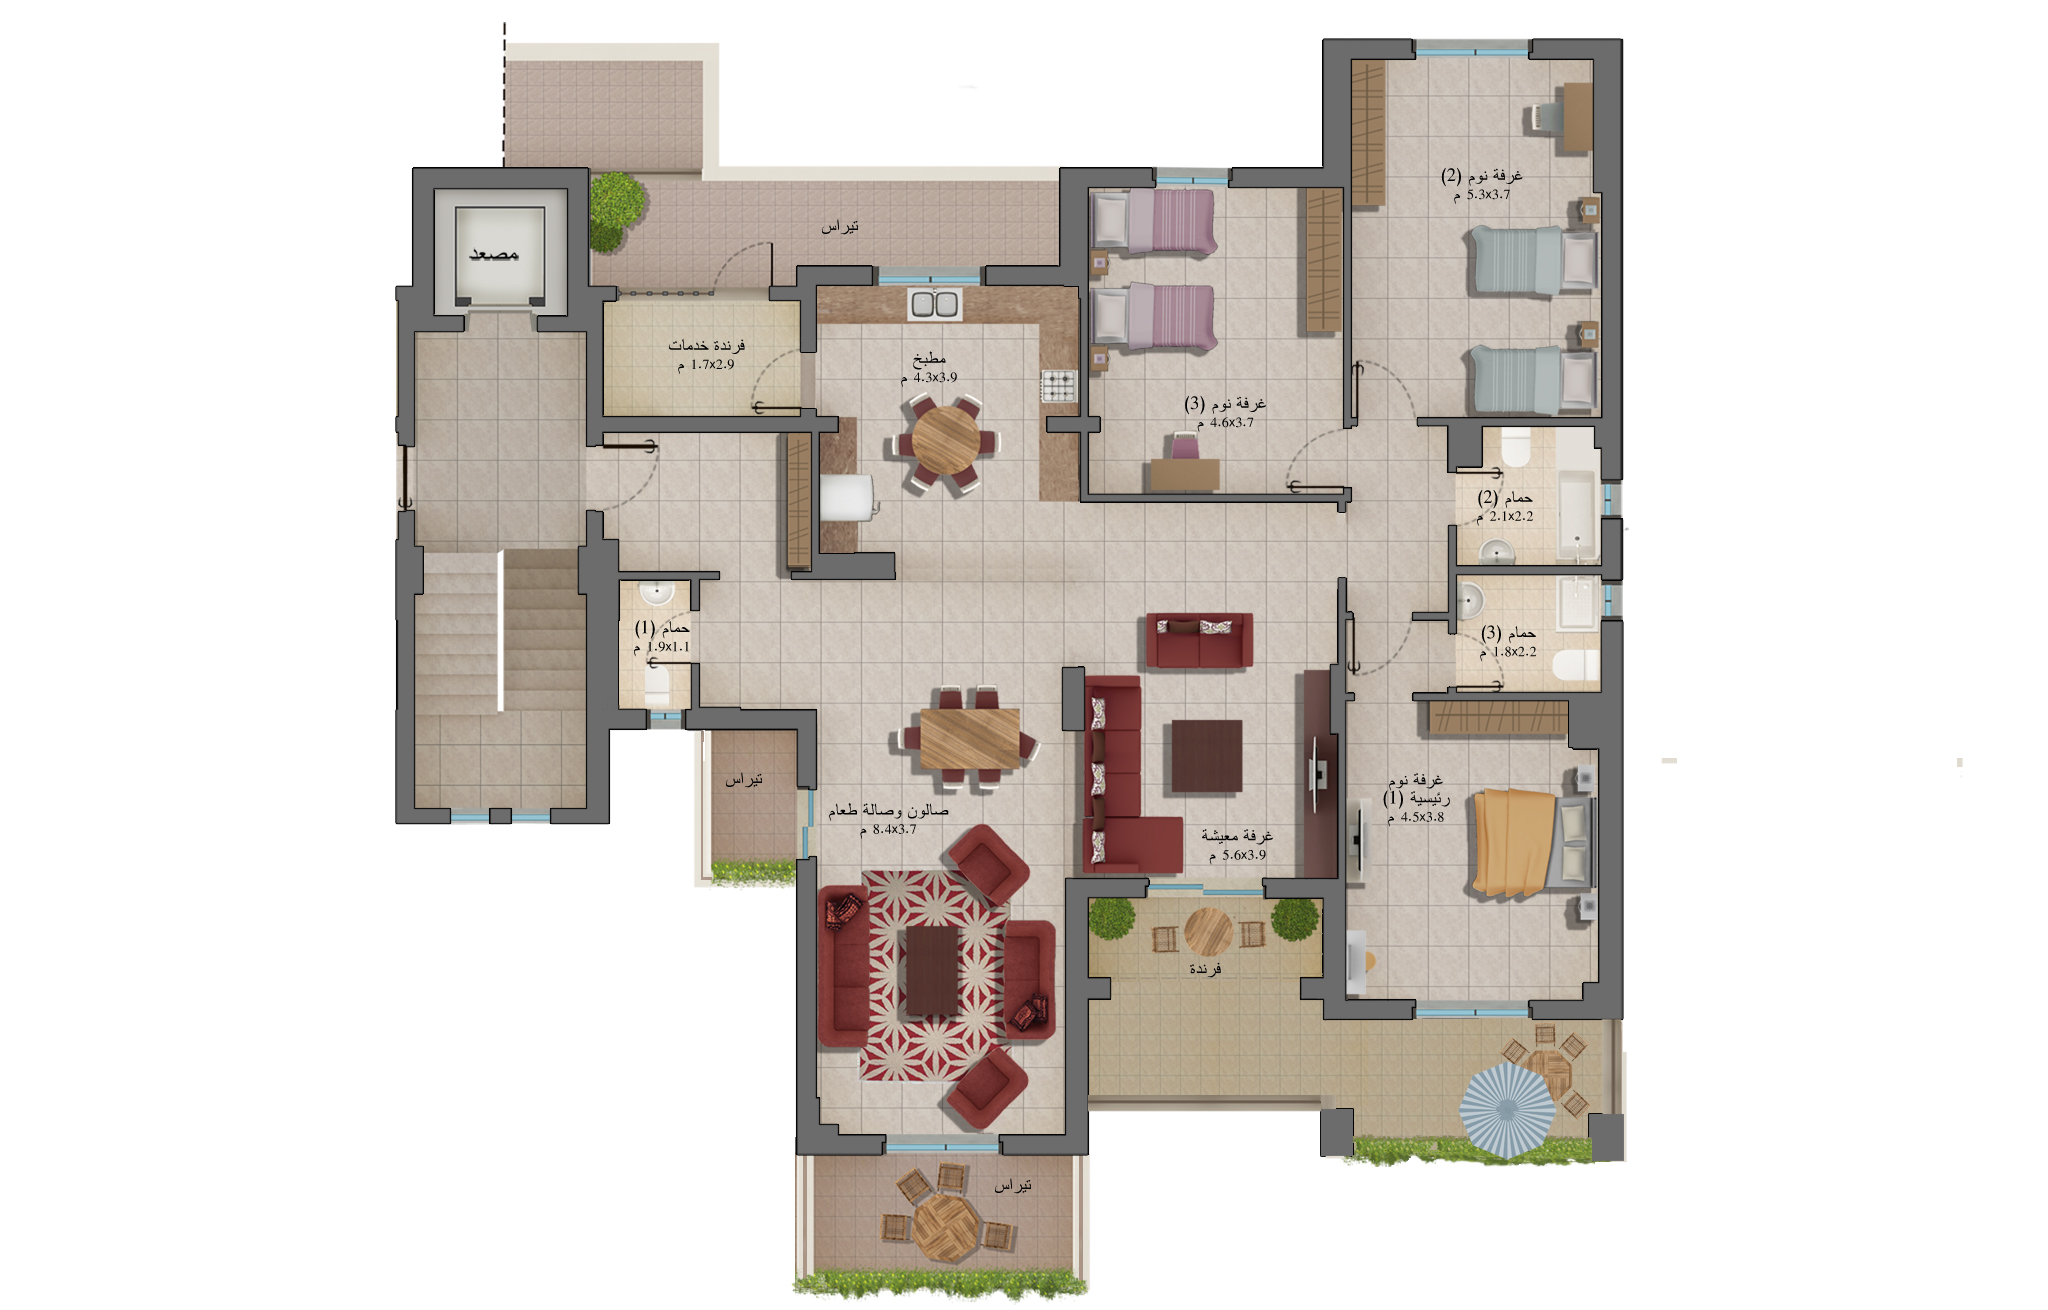 غرفة نوم (2)
5.3x3.7 م
تيراس
مصعد
فرندة خدمات
1.7x2.9 م
مطبخ
4.3x3.9 م
غرفة نوم (3)
4.6x3.7 م
حمام (2)
2.1x2.2 م
حمام (1)
1.9x1.1 م
حمام (3)
1.8x2.2 م
تيراس
غرفة نوم
رئيسية (1)
4.5x3.8 م
صالون وصالة طعام
8.4x3.7 م
غرفة معيشة
5.6x3.9 م
فرندة
تيراس